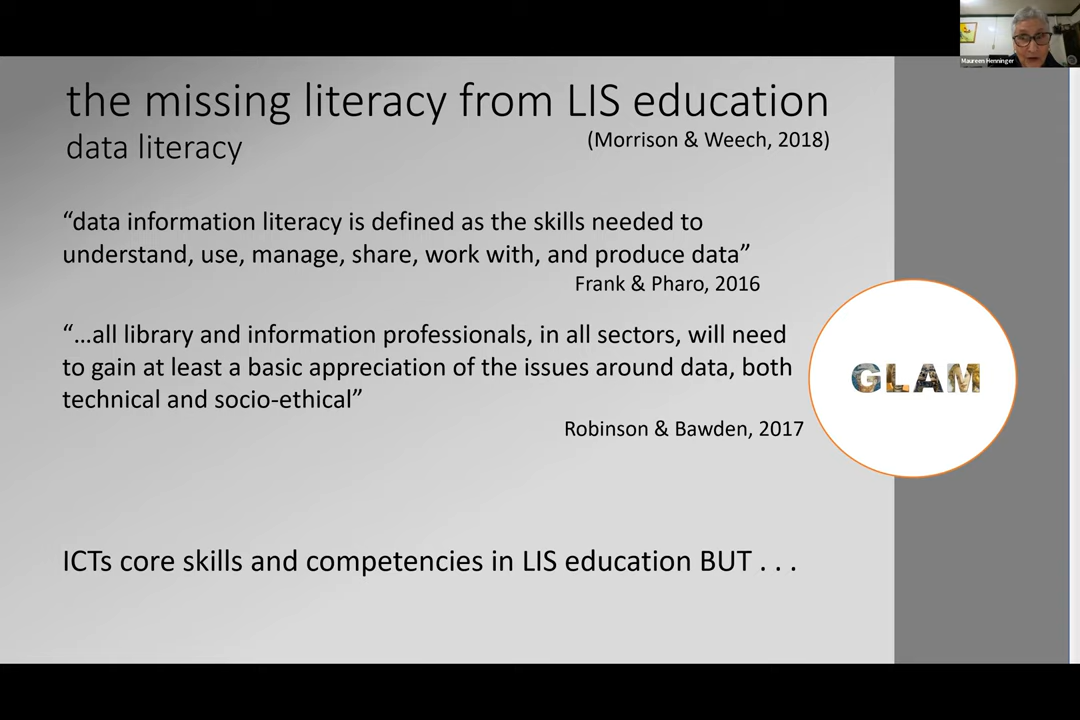 Maureen Henninger
the missing literacy from LIS education
data literacy
(Morrison & Weech, 2018)
“data information literacy is defined as the skills needed to
understand, use, manage, share, work with, and produce data”
Frank & Pharo, 2016
“...all library and information professionals, in all sectors, will need
to gain at least a basic appreciation of the issues around data, both
technical and socio-ethical”
Robinson & Bawden, 2017
GLAM
ICTs core skills and competencies in LIS education BUT . . .